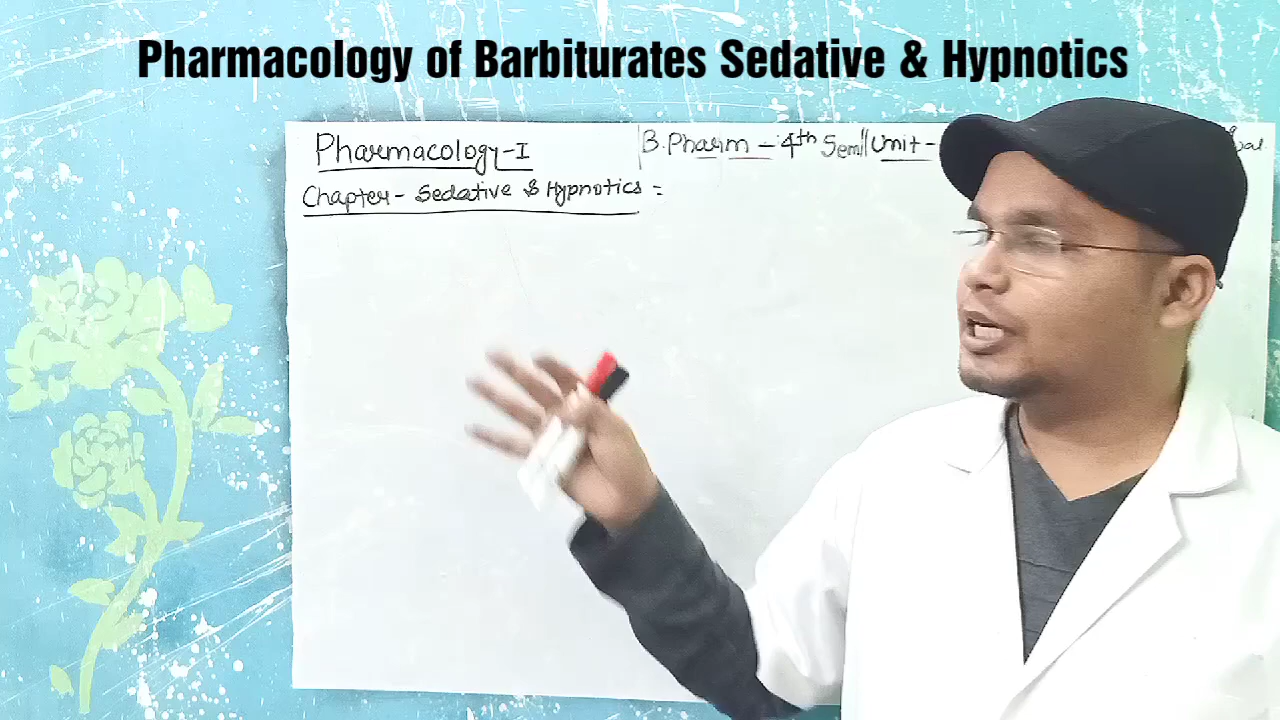 Pharmacology of Barbiturates Sedative & Hypnotics
Pharmacology-I
B.Pharm - 4th Sem || Unit -
Chapter - Sedative & Hypnotics =